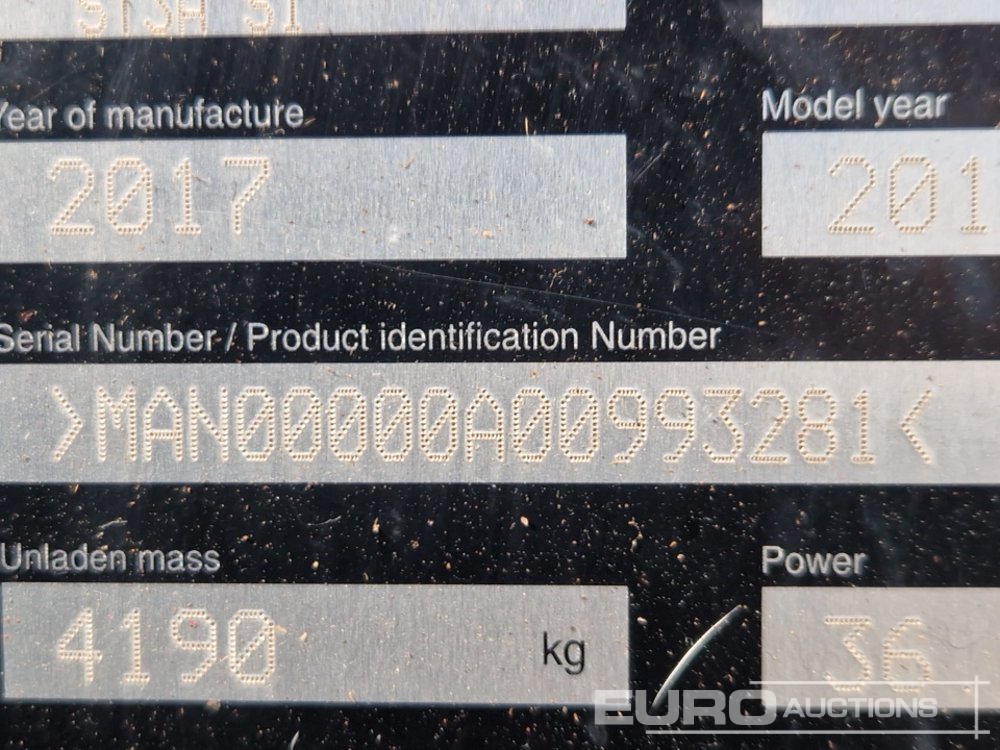 Year of manufacture Model year
2017 201
Serial Number / Product identification Number
>MAN00000A00993281<
Unladen mass Power
4190 kg 36.
EURO AUCTIONS